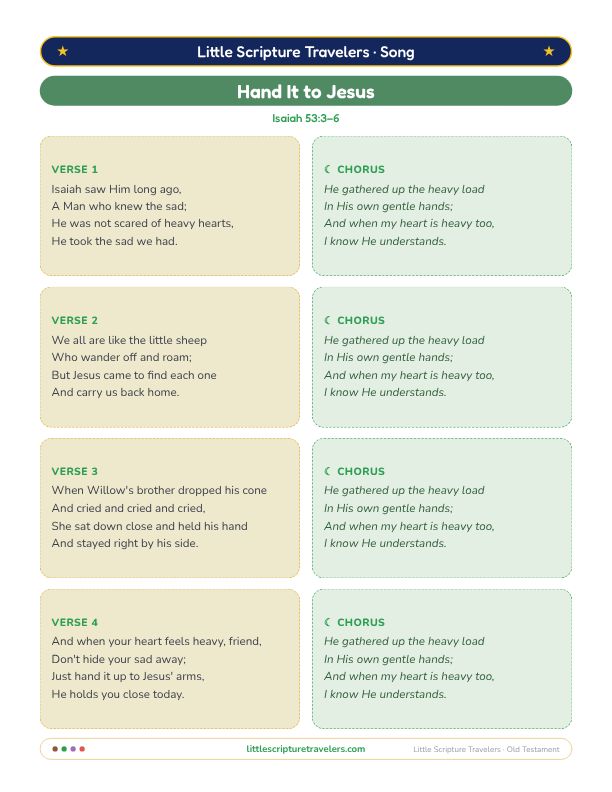 Little Scripture Travelers · Song
Hand It to Jesus
Isaiah 53:3–6
VERSE 1
Isaiah saw Him long ago,
A Man who knew the sad;
He was not scared of heavy hearts,
He took the sad we had.
CHORUS
He gathered up the heavy load
In His own gentle hands;
And when my heart is heavy too,
I know He understands.
VERSE 2
We all are like the little sheep
Who wander off and roam;
But Jesus came to find each one
And carry us back home.
CHORUS
He gathered up the heavy load
In His own gentle hands;
And when my heart is heavy too,
I know He understands.
VERSE 3
When Willow's brother dropped his cone
And cried and cried and cried,
She sat down close and held his hand
And stayed right by his side.
CHORUS
He gathered up the heavy load
In His own gentle hands;
And when my heart is heavy too,
I know He understands.
VERSE 4
And when your heart feels heavy, friend,
Don't hide your sad away;
Just hand it up to Jesus' arms,
He holds you close today.
CHORUS
He gathered up the heavy load
In His own gentle hands;
And when my heart is heavy too,
I know He understands.
littlescripturetravelers.com
Little Scripture Travelers · Old Testament